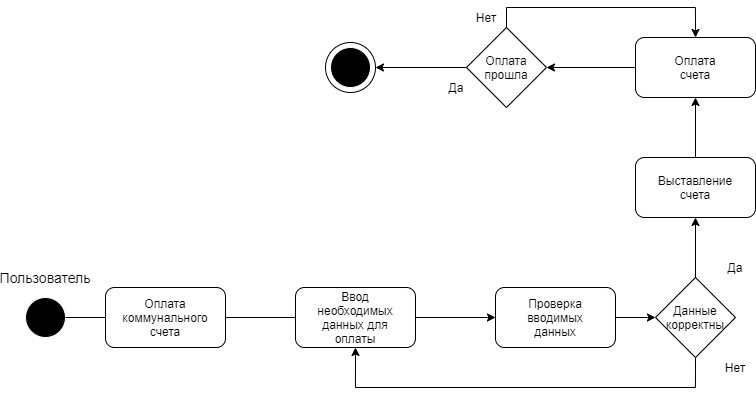 Нет
Оплата
прошла
Оплата
счета
Да
Выставление
счета
Да
Пользователь
Оплата
коммунального
счета
Ввод
необходимых
данных для
оплаты
Проверка
вводимых
данных
Данные
корректны
Нет